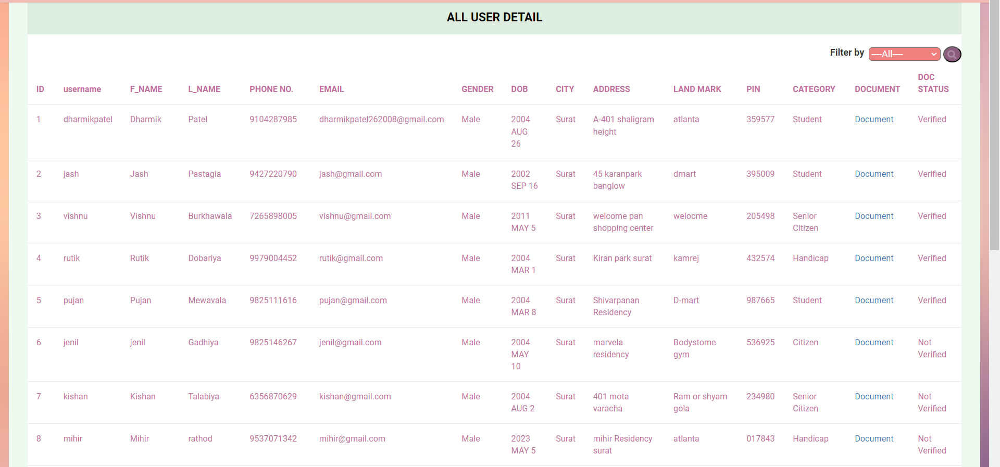 ALL USER DETAIL
Filter by ----All----
ID username F_NAME L_NAME PHONE NO. EMAIL GENDER DOB CITY ADDRESS LAND MARK PIN CATEGORY DOCUMENT DOC STATUS
1 dharmikpatel Dharmik Patel 9104287985 dharmikpatel262008@gmail.com Male 2004 AUG 26 Surat A-401 shaligram height atlanta 359577 Student Document Verified
2 jash Jash Pastagia 9427220790 jash@gmail.com Male 2002 SEP 16 Surat 45 karanpark banglow dmart 395009 Student Document Verified
3 vishnu Vishnu Burkhawala 7265898005 vishnu@gmail.com Male 2011 MAY 5 Surat welcome pan shopping center welocme 205498 Senior Citizen Document Verified
4 rutik Rutik Dobariya 9979004452 rutik@gmail.com Male 2004 MAR 1 Surat Kiran park surat kamrej 432574 Handicap Document Verified
5 pujan Pujan Mewavala 9825111616 pujan@gmail.com Male 2004 MAR 8 Surat Shivarpanan Residency D-mart 987665 Student Document Verified
6 jenil jenil Gadhiya 9825146267 jenil@gmail.com Male 2004 MAY 10 Surat marvela residency Bodystome gym 536925 Citizen Document Not Verified
7 kishan Kishan Talabiya 6356870629 kishan@gmail.com Male 2004 AUG 2 Surat 401 mota varacha Ram or shyam gola 234980 Senior Citizen Document Not Verified
8 mihir Mihir rathod 9537071342 mihir@gmail.com Male 2023 MAY 5 Surat mihir Residency surat atlanta 017843 Handicap Document Not Verified